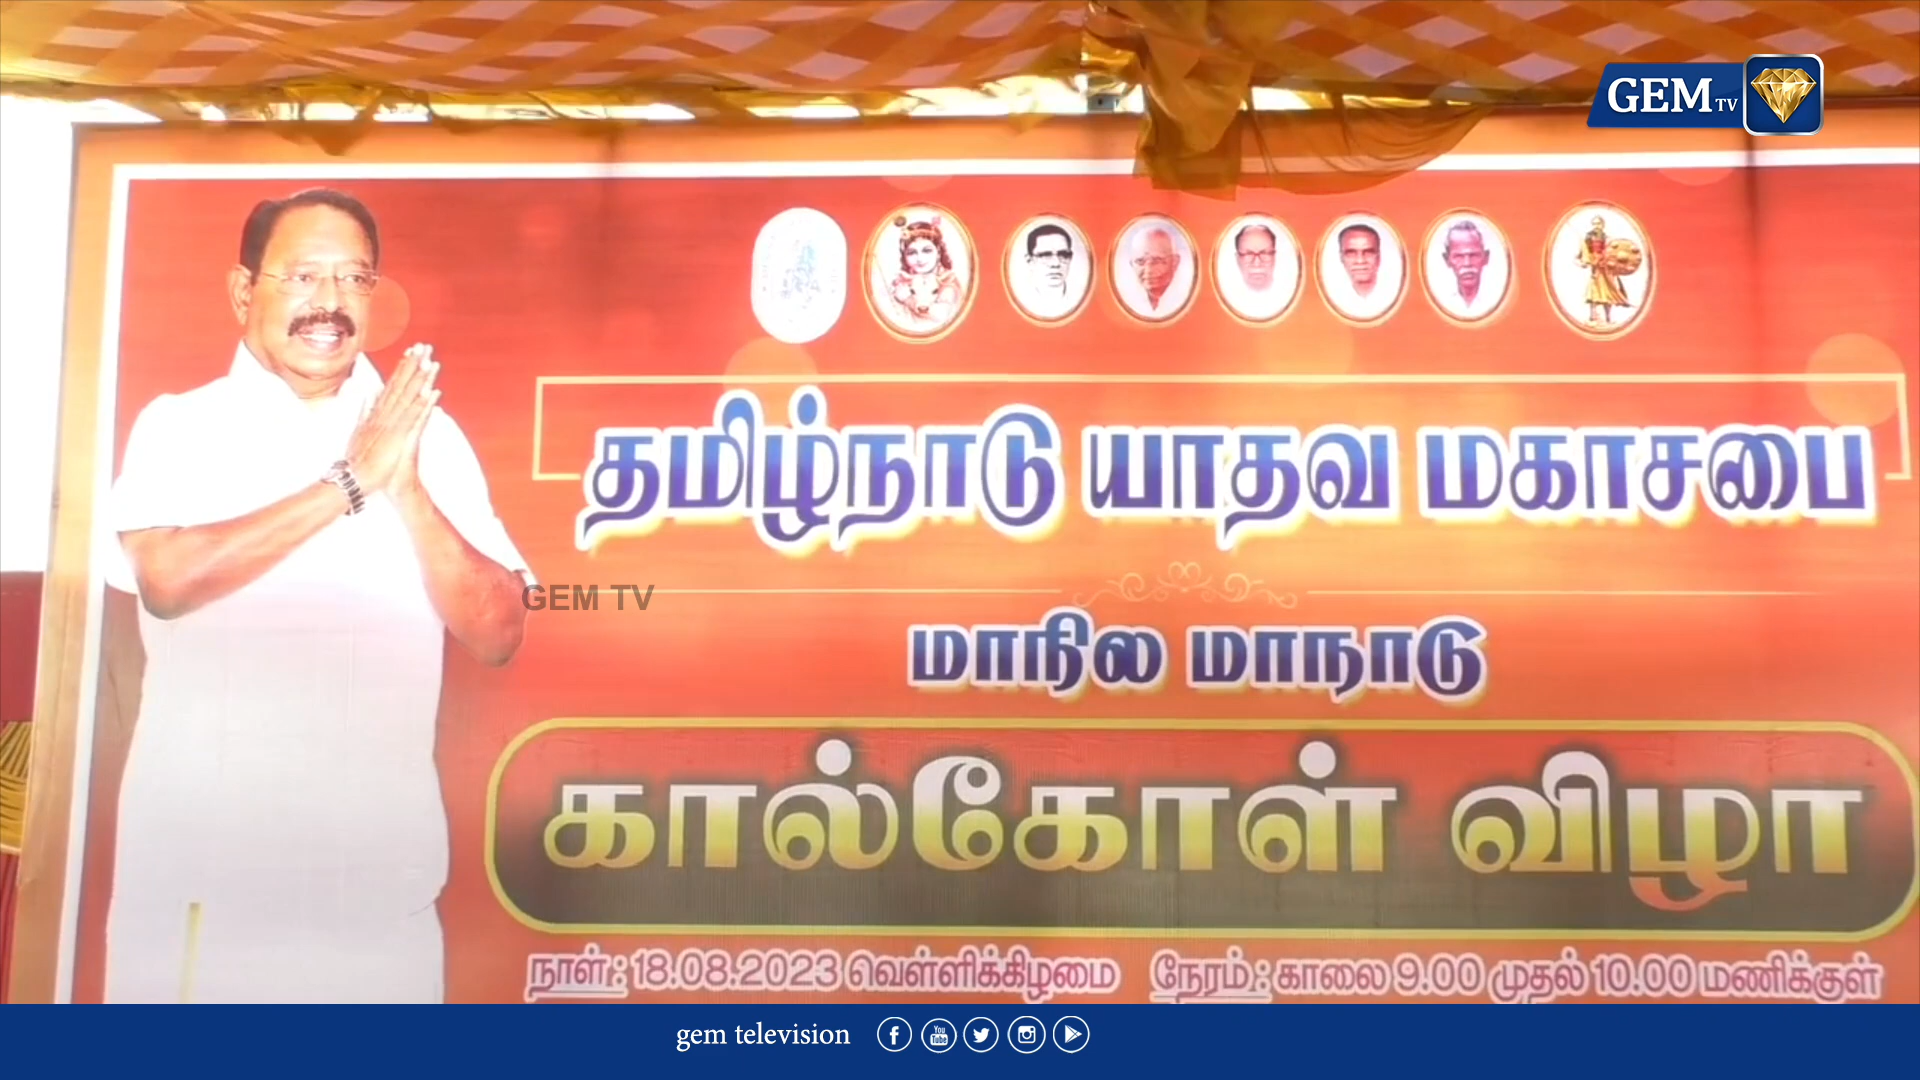 GEM TV
தமிழ்நாடு யாதவ மகாசபை
GEM TV
மாநில மாநாடு
கால்கோள் விழா
நாள் : 18.08.2023 வெள்ளிக்கிழமை நேரம் : காலை 9.00 முதல் 10.00 மணிக்குள்
gem television